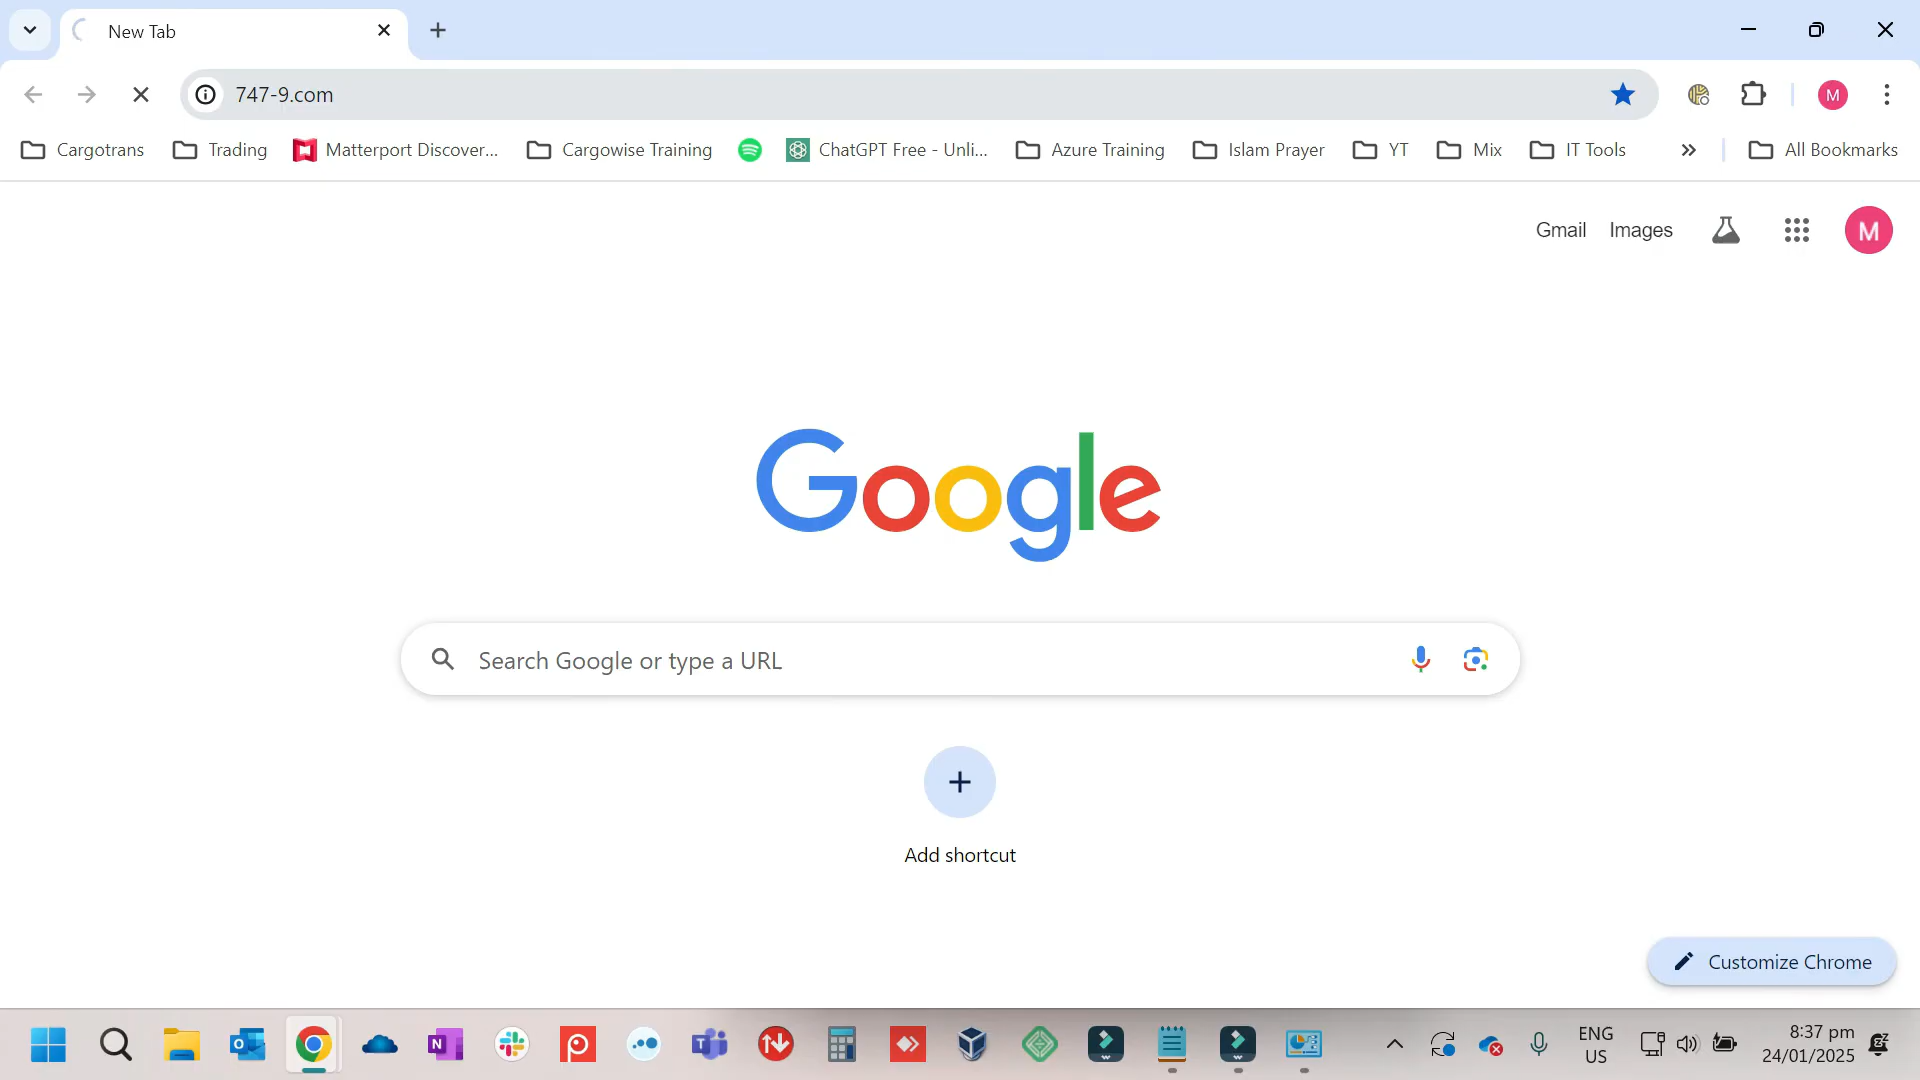 New Tab
747-9.com
M
Cargotrans
Trading
Matterport Discover...
Cargowise Training
ChatGPT Free - Unli...
Azure Training
Islam Prayer
YT
Mix
IT Tools
All Bookmarks
Gmail
Images
M
Google
Search Google or type a URL
Add shortcut
Customize Chrome
ENG
US
8:37 pm
24/01/2025